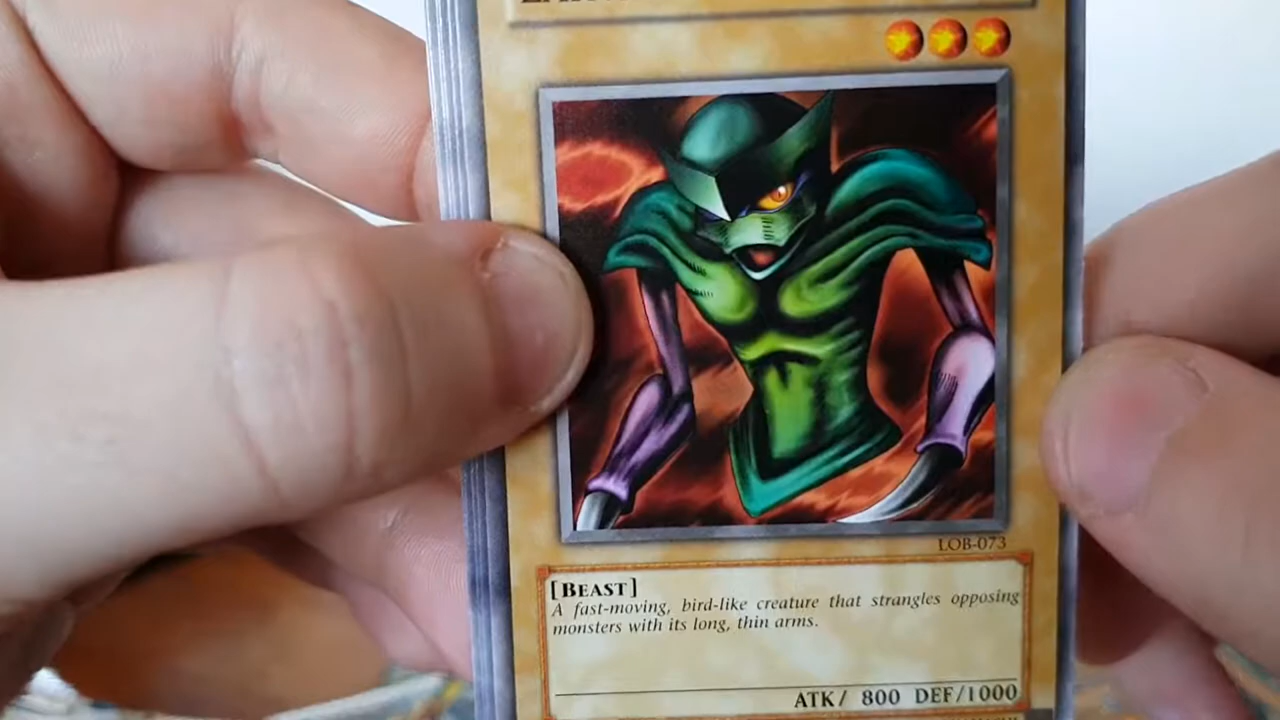 LOB-073
[BEAST]
A fast-moving, bird-like creature that strangles opposing
monsters with its long, thin arms.
ATK/ 800 DEF/1000